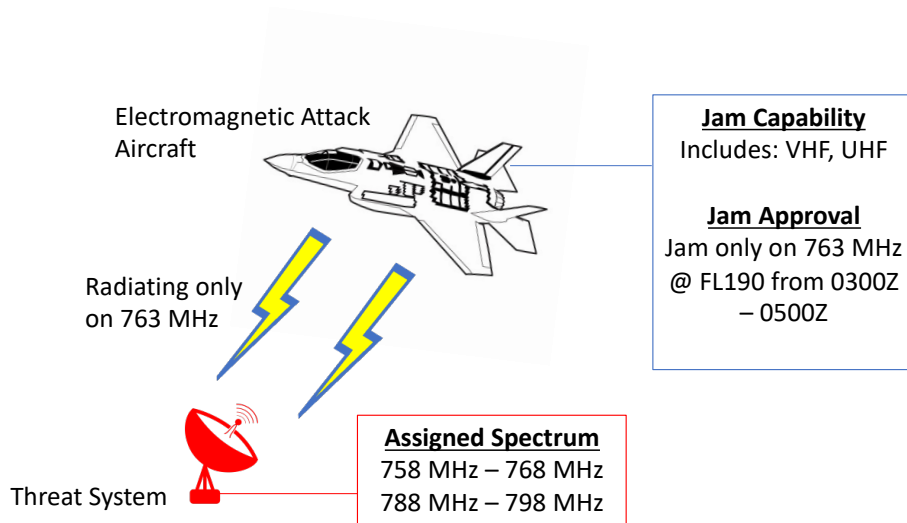 Electromagnetic Attack
Aircraft
Jam Capability
Includes: VHF, UHF
Jam Approval
Jam only on 763 MHz
@ FL190 from 0300Z
– 0500Z
Radiating only
on 763 MHz
Assigned Spectrum
758 MHz – 768 MHz
788 MHz – 798 MHz
Threat System